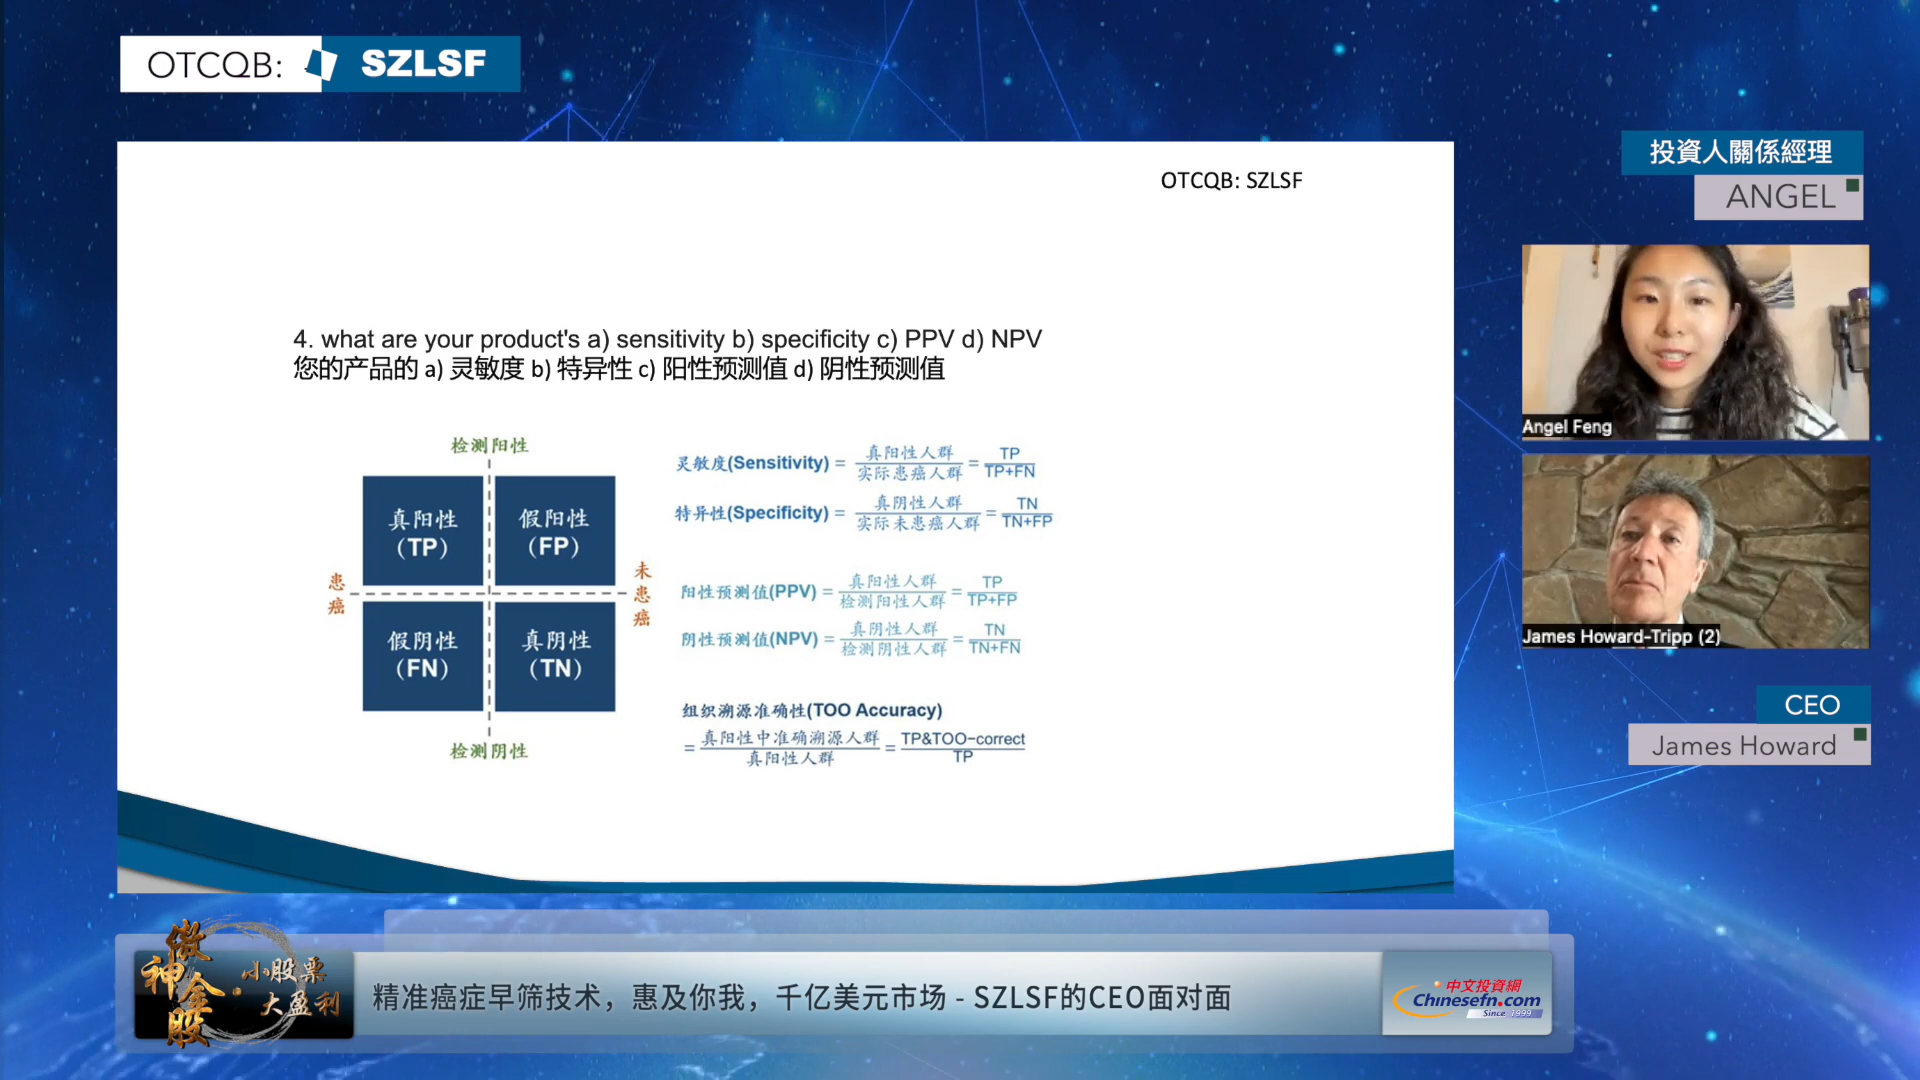 OTCQB: SZLSF
OTCQB: SZLSF
投資人關係經理
ANGEL
Angel Feng
James Howard-Tripp (2)
CEO
James Howard
4. what are your product's a) sensitivity b) specificity c) PPV d) NPV
您的产品的 a) 灵敏度 b) 特异性 c) 阳性预测值 d) 阴性预测值
检测阳性
真阳性
（TP）
假阳性
（FP）
患癌
未患癌
假阴性
（FN）
真阴性
（TN）
检测阴性
灵敏度(Sensitivity) = 真阳性人群 / 实际患癌人群 = TP / TP+FN
特异性(Specificity) = 真阴性人群 / 实际未患癌人群 = TN / TN+FP
阳性预测值(PPV) = 真阳性人群 / 检测阳性人群 = TP / TP+FP
阴性预测值(NPV) = 真阴性人群 / 检测阴性人群 = TN / TN+FN
组织溯源准确性(TOO Accuracy)
= 真阳性中准确溯源人群 / 真阳性人群 = TP&TOO-correct / TP
傲神金股·小股票
大盈利
精准癌症早筛技术，惠及你我，千亿美元市场 - SZLSF的CEO面对面
中文投資網
Chinesefn.com
Since 1999